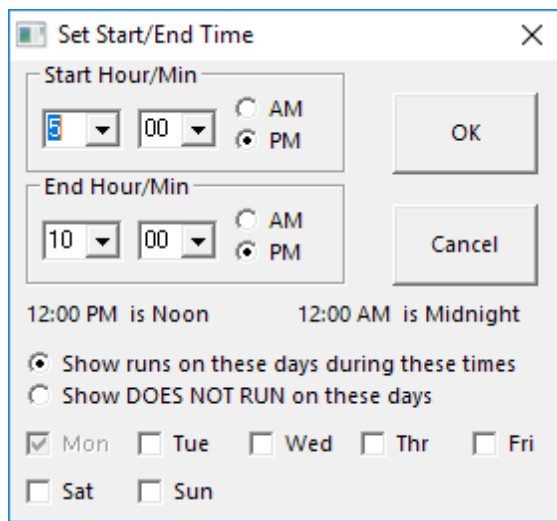 Set Start/End Time
Start Hour/Min
5 00 AM
PM
OK
End Hour/Min
10 00 AM
PM
Cancel
12:00 PM is Noon 12:00 AM is Midnight
Show runs on these days during these times
Show DOES NOT RUN on these days
Mon Tue Wed Thr Fri
Sat Sun